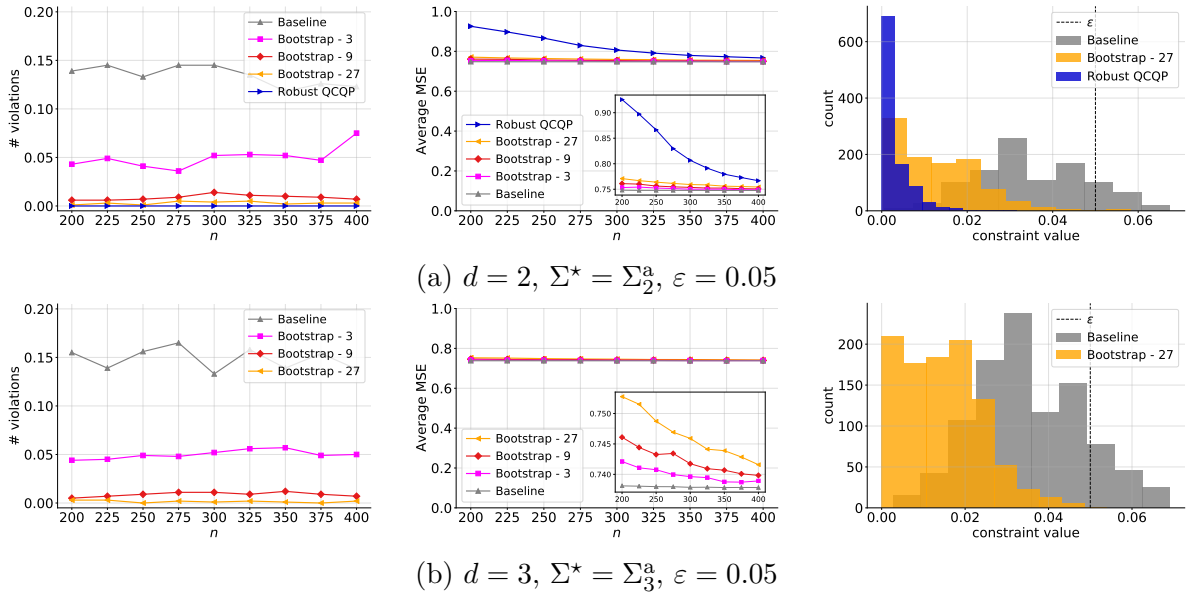 0.20
0.15
0.10
0.05
0.00
# violations
200 225 250 275 300 325 350 375 400
n
Baseline
Bootstrap - 3
Bootstrap - 9
Bootstrap - 27
Robust QCQP
1.0
0.8
0.6
0.4
0.2
0.0
Average MSE
200 225 250 275 300 325 350 375 400
n
Robust QCQP
Bootstrap - 27
Bootstrap - 9
Bootstrap - 3
Baseline
0.90
0.85
0.80
0.75
200 250 300 350 400
600
400
200
0
count
0.00 0.02 0.04 0.06
constraint value
ε
Baseline
Bootstrap - 27
Robust QCQP
(a) d = 2, Σ⋆ = Σ₂ᵃ, ε = 0.05
0.20
0.15
0.10
0.05
0.00
# violations
200 225 250 275 300 325 350 375 400
n
Baseline
Bootstrap - 3
Bootstrap - 9
Bootstrap - 27
1.0
0.8
0.6
0.4
0.2
0.0
Average MSE
200 225 250 275 300 325 350 375 400
n
Bootstrap - 27
Bootstrap - 9
Bootstrap - 3
Baseline
0.750
0.745
0.740
200 250 300 350 400
200
150
100
50
0
count
0.00 0.02 0.04 0.06
constraint value
ε
Baseline
Bootstrap - 27
(b) d = 3, Σ⋆ = Σ₃ᵃ, ε = 0.05